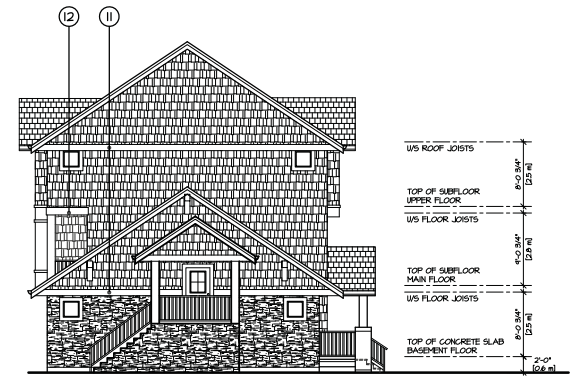 12 11
U/S ROOF JOISTS
8'-0 3/4"
[2.5 m]
TOP OF SUBFLOOR
UPPER FLOOR
U/S FLOOR JOISTS
9'-0 3/4"
[2.8 m]
TOP OF SUBFLOOR
MAIN FLOOR
U/S FLOOR JOISTS
8'-0 3/4"
[2.5 m]
TOP OF CONCRETE SLAB
BASEMENT FLOOR
2'-0"
[0.6 m]